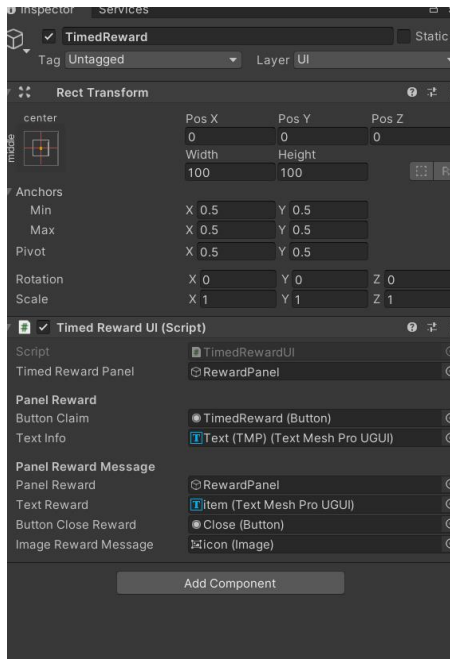 Inspector Services
TimedReward Static
Tag Untagged Layer UI
Rect Transform
center Pos X Pos Y Pos Z
middle 0 0 0
Width Height
100 100 R
Anchors
Min X 0.5 Y 0.5
Max X 0.5 Y 0.5
Pivot X 0.5 Y 0.5
Rotation X 0 Y 0 Z 0
Scale X 1 Y 1 Z 1
# Timed Reward UI (Script)
Script # TimedRewardUI
Timed Reward Panel RewardPanel
Panel Reward
Button Claim TimedReward (Button)
Text Info Text (TMP) (Text Mesh Pro UGUI)
Panel Reward Message
Panel Reward RewardPanel
Text Reward item (Text Mesh Pro UGUI)
Button Close Reward Close (Button)
Image Reward Message icon (Image)
Add Component